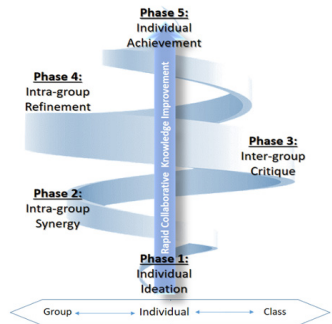 Phase 5:
Individual
Achievement
Phase 4:
Intra-group
Refinement
Rapid Collaborative Knowledge Improvement
Phase 3:
Inter-group
Critique
Phase 2:
Intra-group
Synergy
Phase 1:
Individual
Ideation
Group Individual Class